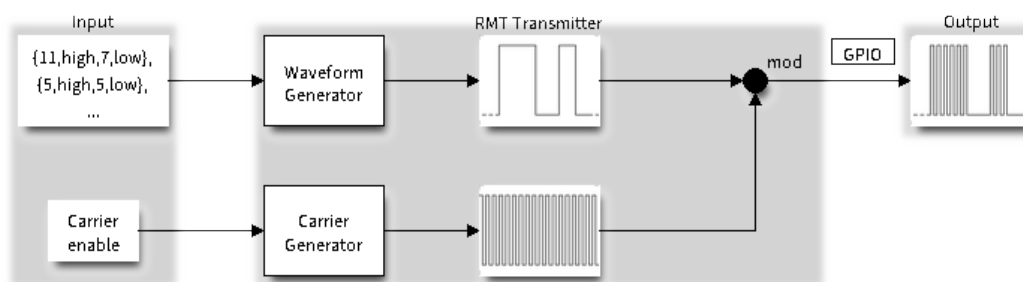 Input
RMT Transmitter
Output
{11,high,7,low},
{5,high,5,low},
...
Waveform
Generator
mod
GPIO
Carrier
enable
Carrier
Generator